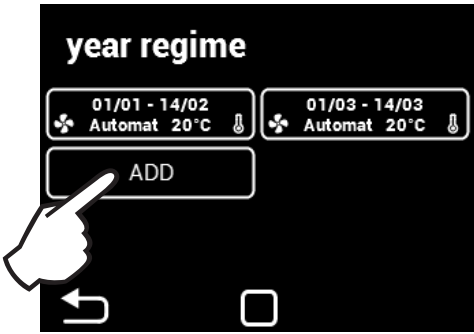 year regime
01/01 - 14/02
Automat 20°C
01/03 - 14/03
Automat 20°C
ADD